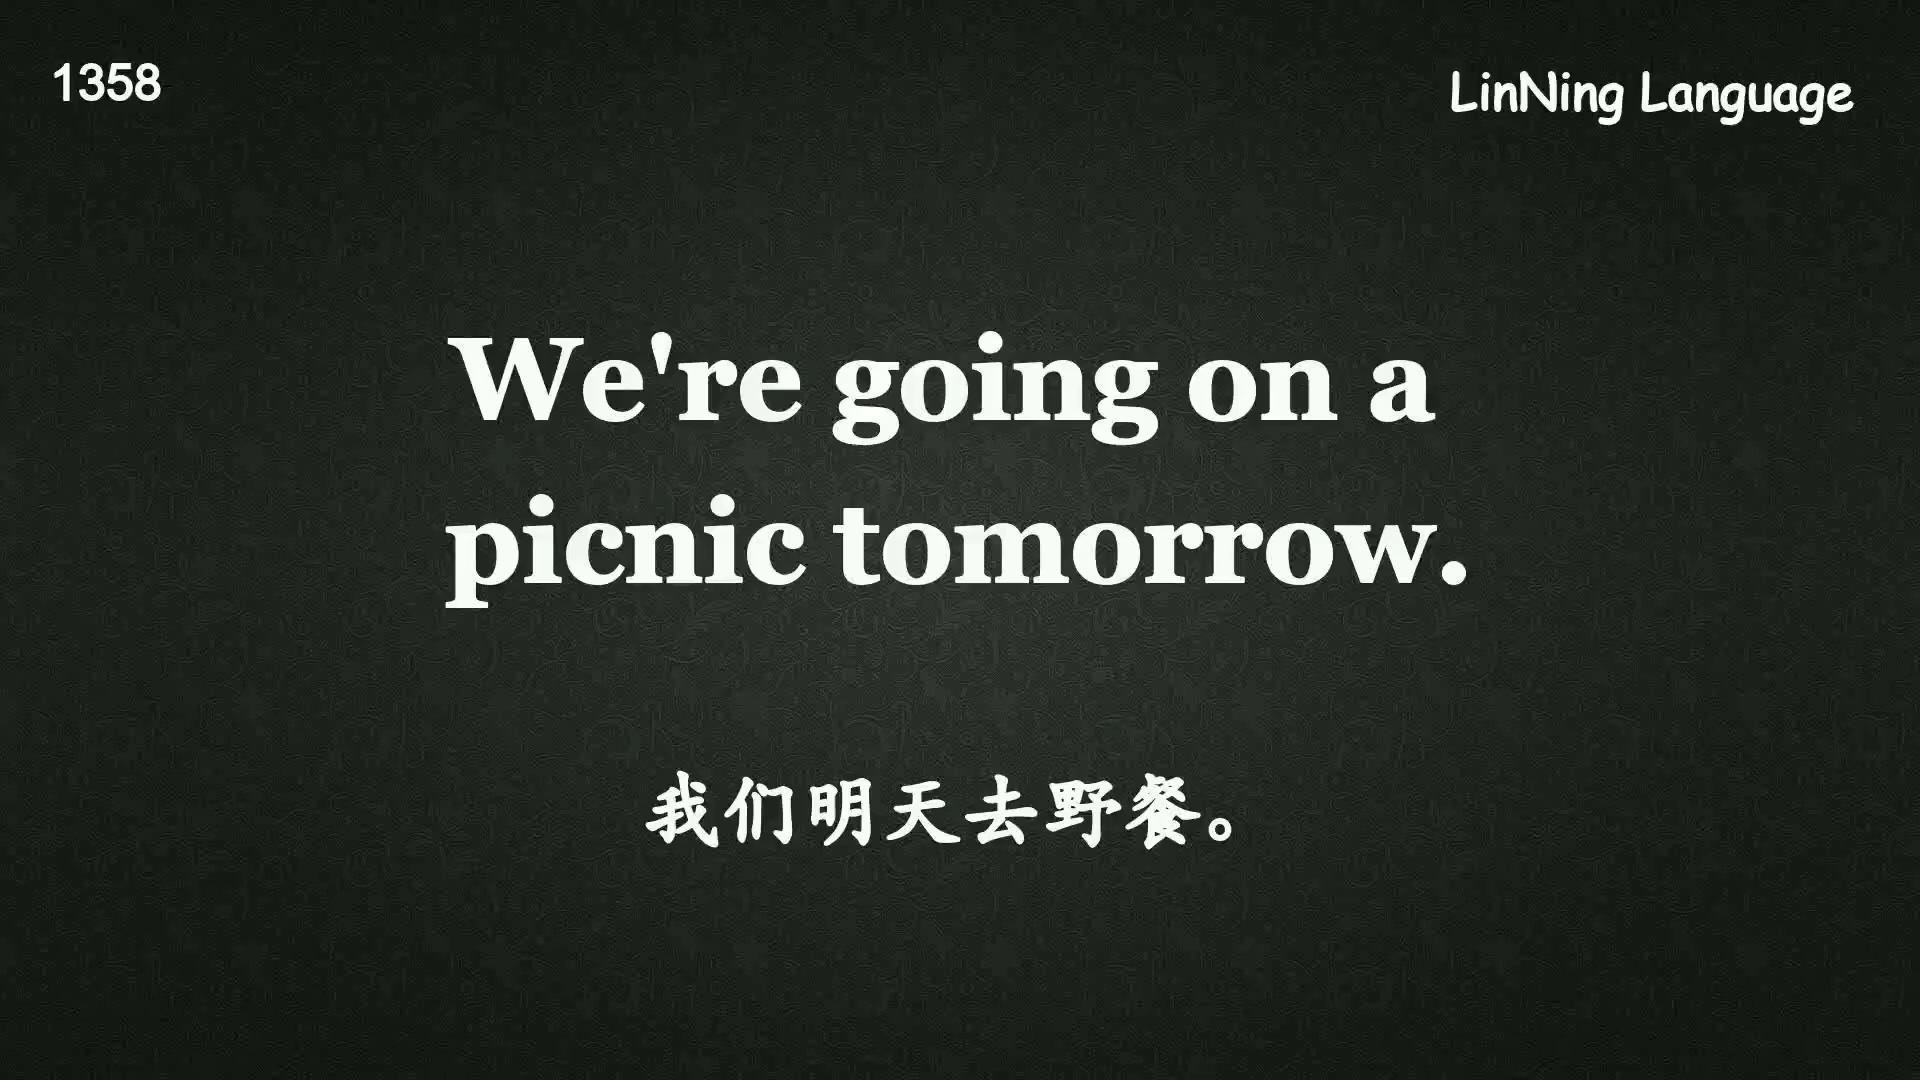 1358
LinNing Language
We're going on a
picnic tomorrow.
我们明天去野餐。